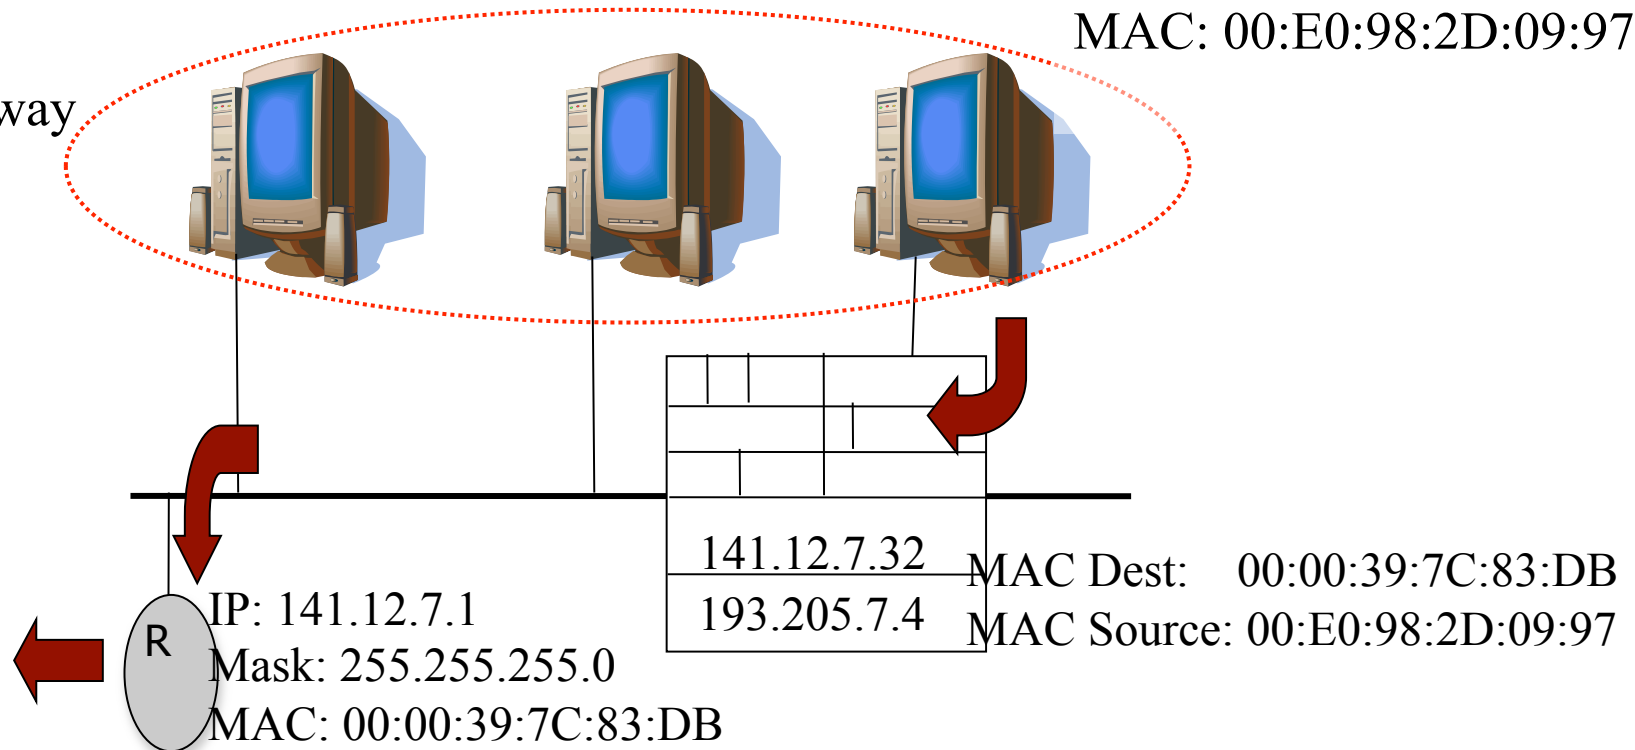 MAC: 00:E0:98:2D:09:97
way
141.12.7.32
193.205.7.4
MAC Dest: 00:00:39:7C:83:DB
MAC Source: 00:E0:98:2D:09:97
R
IP: 141.12.7.1
Mask: 255.255.255.0
MAC: 00:00:39:7C:83:DB